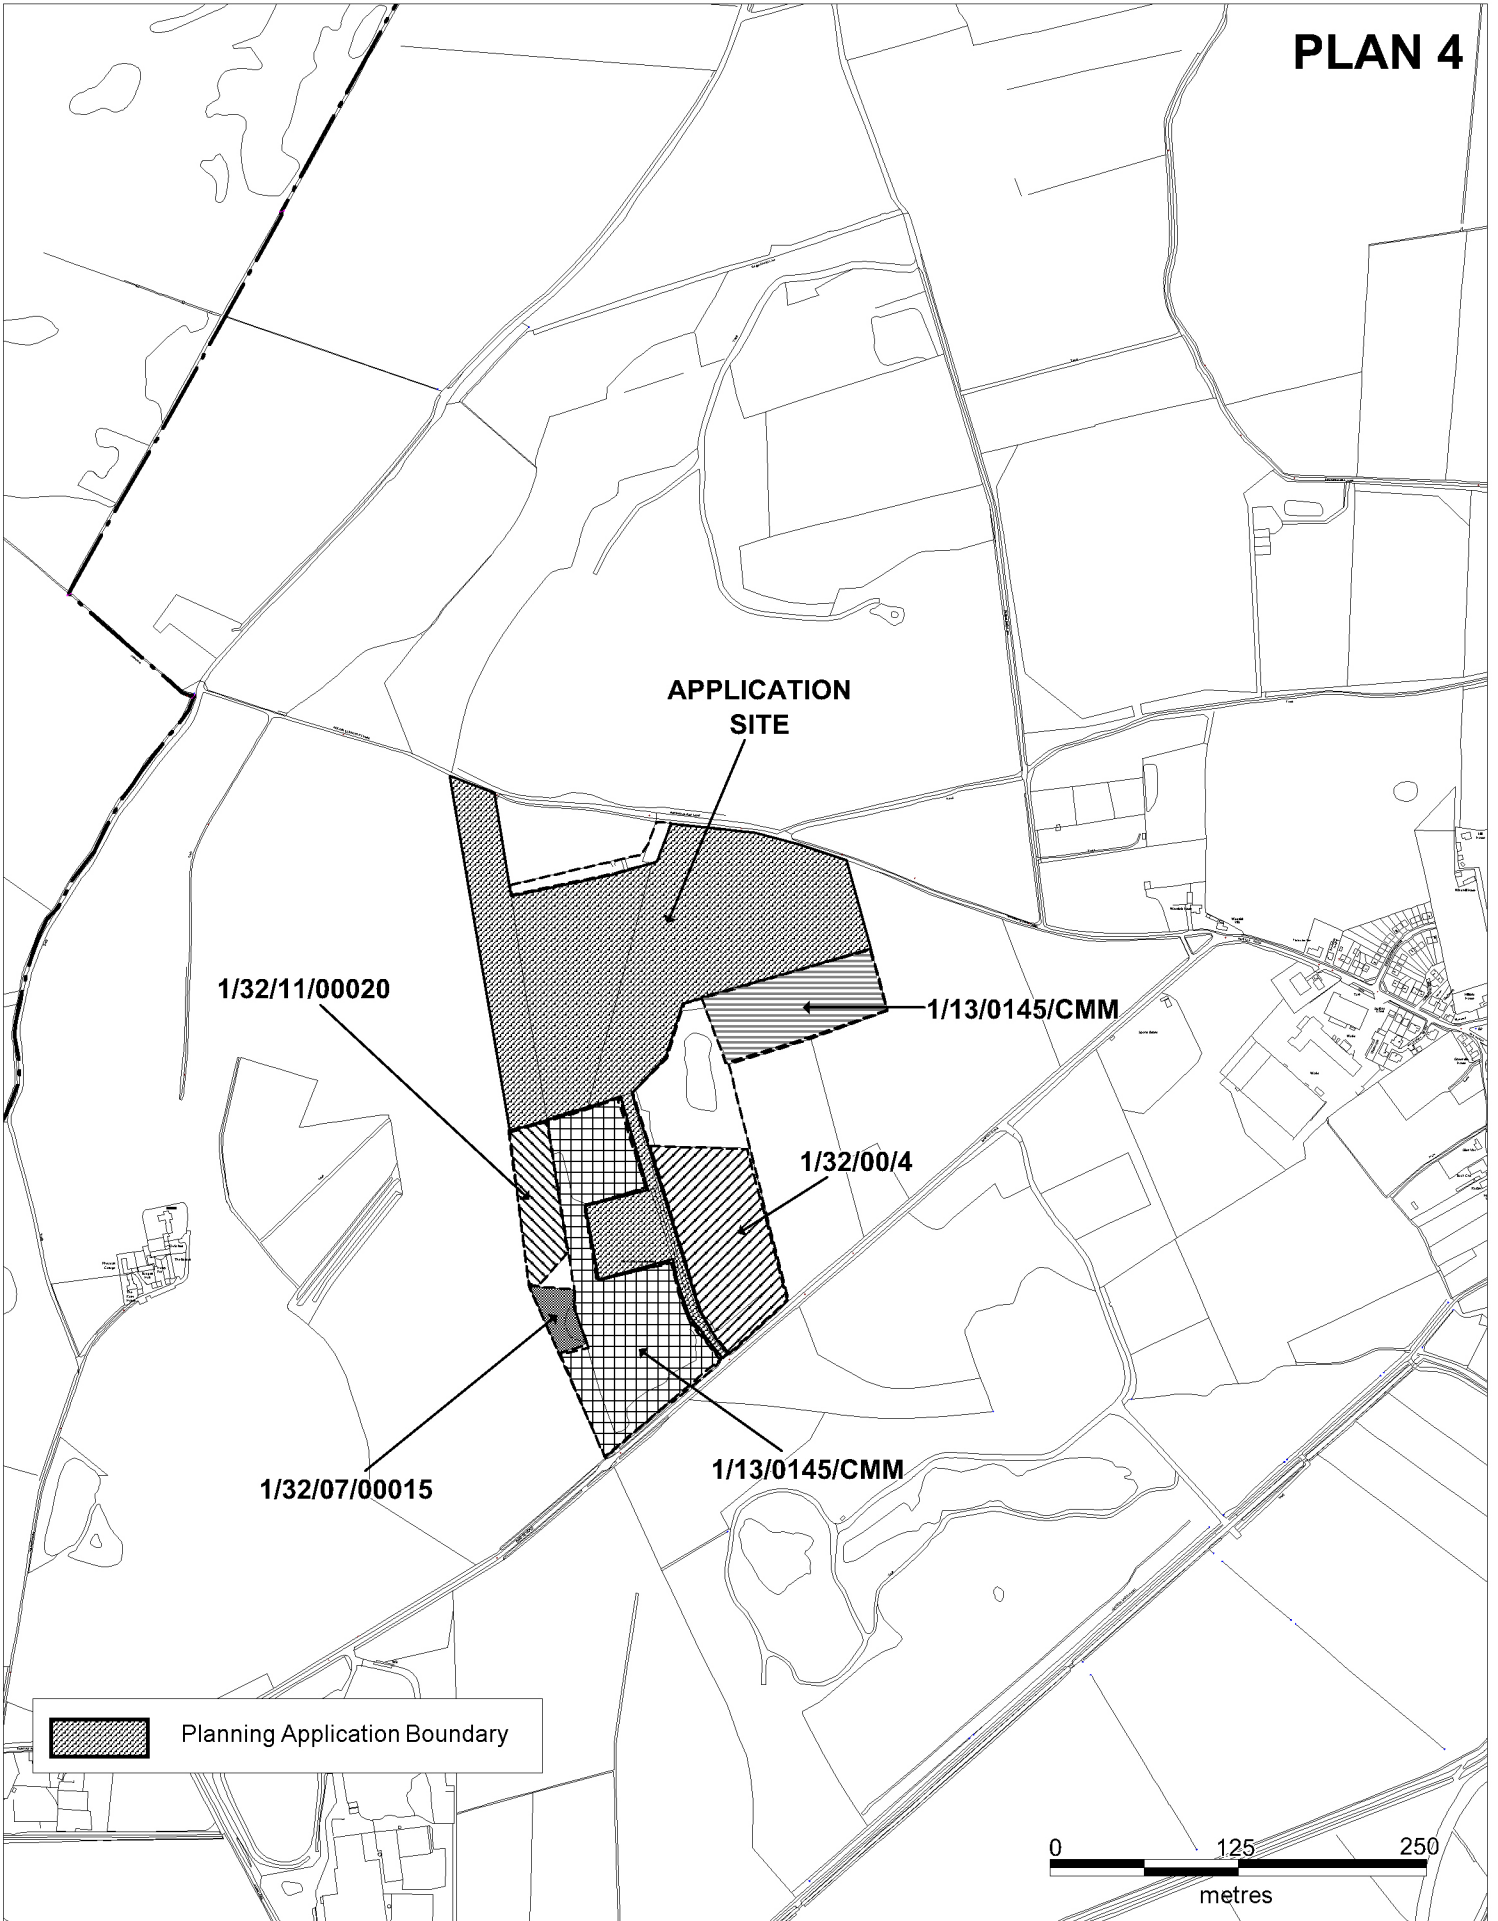 PLAN 4
APPLICATION
SITE
1/32/11/00020
1/13/0145/CMM
1/32/00/4
1/13/0145/CMM
1/32/07/00015
Planning Application Boundary
0 125 250
metres